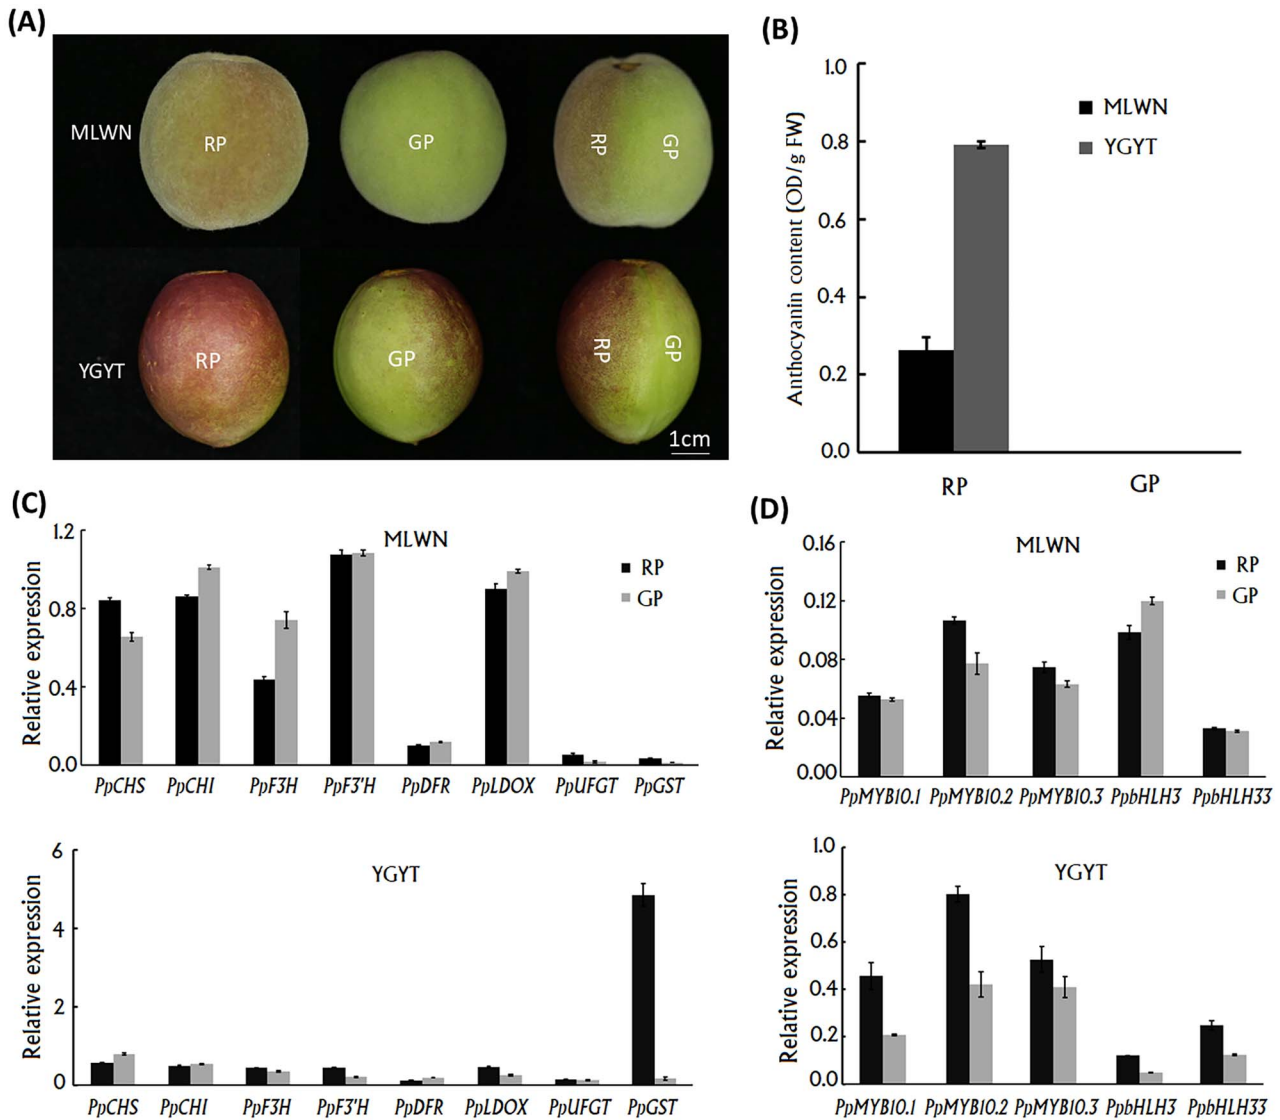 (A)
MLWN
RP
GP
RP
GP
YGYT
RP
GP
RP
GP
1cm
(B)
Anthocyanin content (OD/g FW)
1.0
0.8
0.6
0.4
0.2
0.0
MLWN
YGYT
RP
GP
(C)
MLWN
Relative expression
1.2
0.8
0.4
0.0
RP
GP
PpCHS PpCHI PpF3H PpF3'H PpDFR PpLDOX PpUFGT PpGST
YGYT
Relative expression
6
4
2
0
PpCHS PpCHI PpF3H PpF3'H PpDFR PpLDOX PpUFGT PpGST
(D)
MLWN
Relative expression
0.16
0.12
0.08
0.04
0.00
RP
GP
PpMYB10.1 PpMYB10.2 PpMYB10.3 PpbHLH3 PpbHLH33
YGYT
Relative expression
1.0
0.8
0.6
0.4
0.2
0.0
PpMYB10.1 PpMYB10.2 PpMYB10.3 PpbHLH3 PpbHLH33